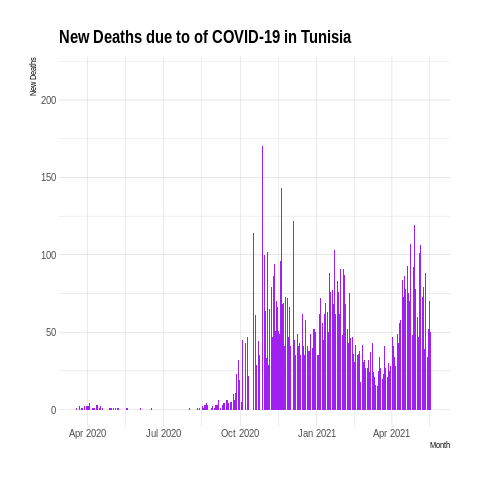 New Deaths due to of COVID-19 in Tunisia
New Deaths
200
150
100
50
0
Apr 2020 Jul 2020 Oct 2020 Jan 2021 Apr 2021
Month